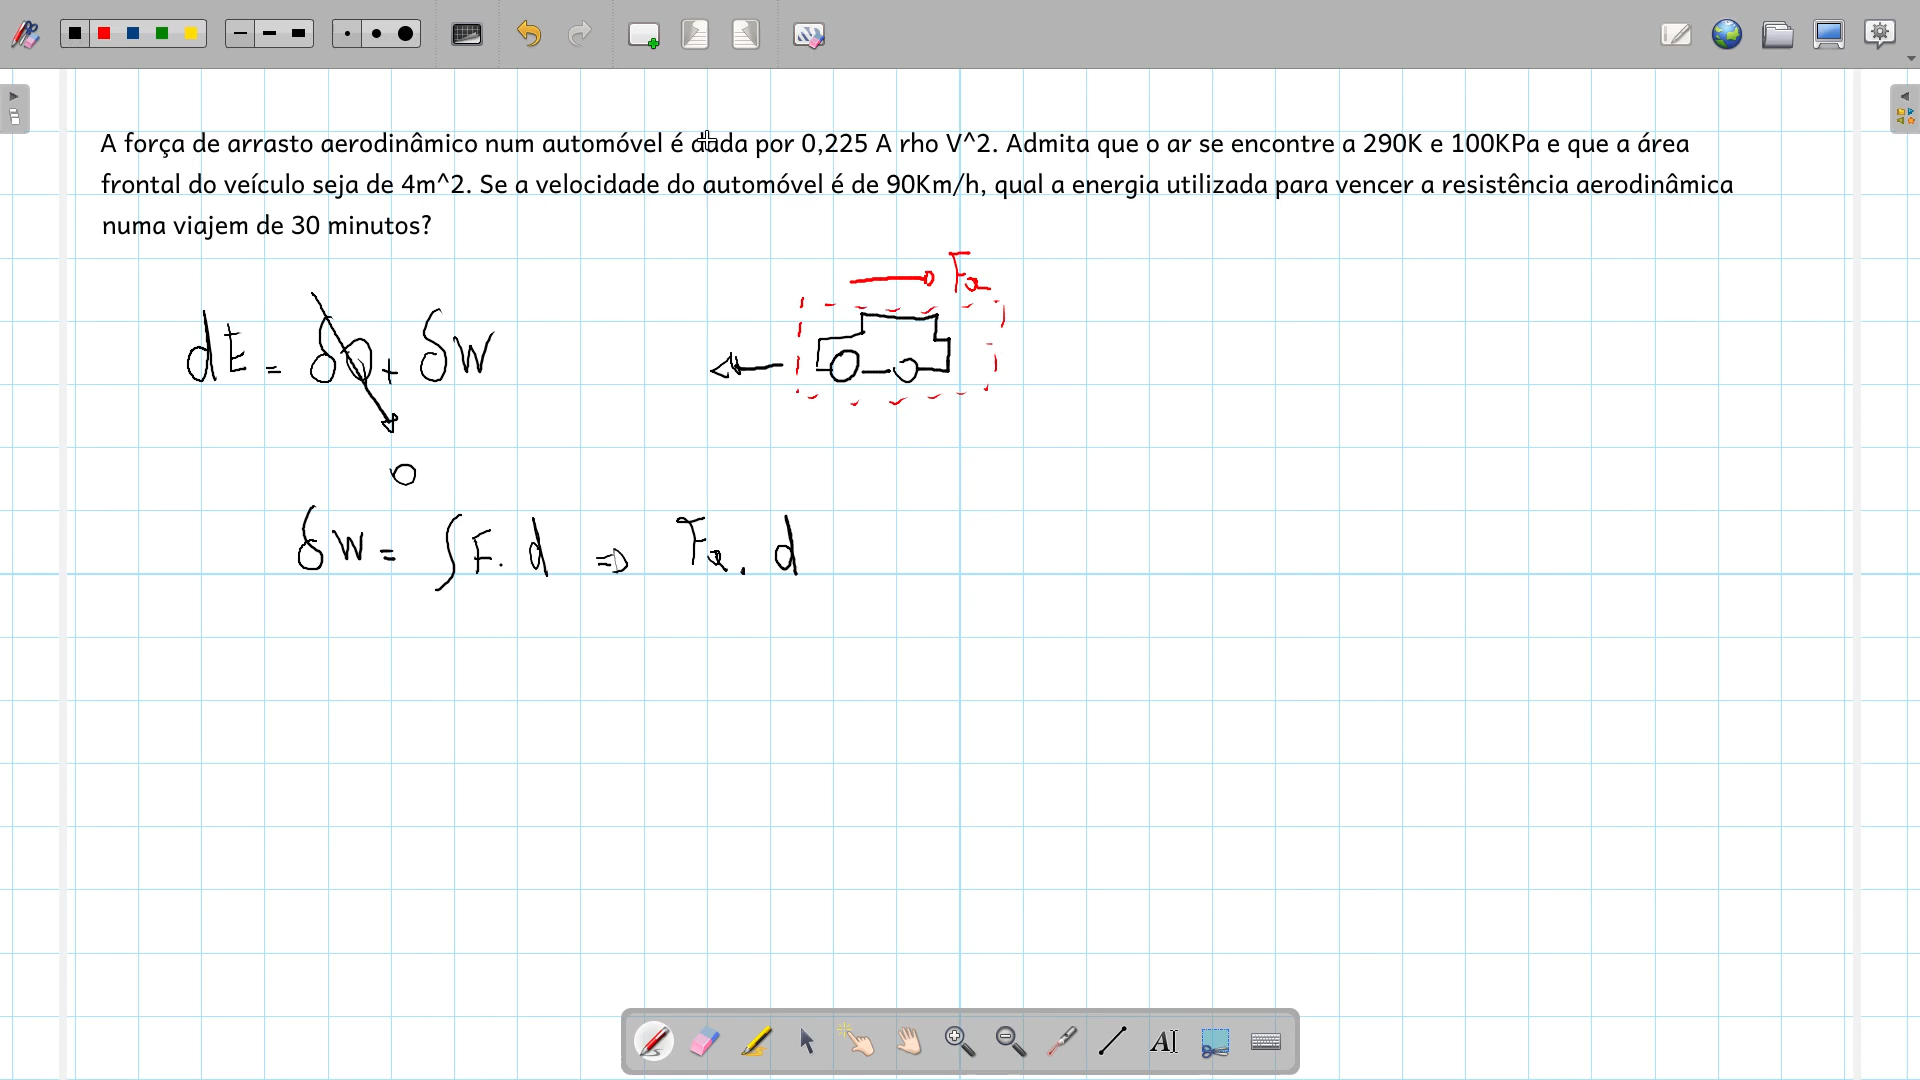 A força de arrasto aerodinâmico num automóvel é dada por 0,225 A rho V^2. Admita que o ar se encontre a 290K e 100KPa e que a área
frontal do veículo seja de 4m^2. Se a velocidade do automóvel é de 90Km/h, qual a energia utilizada para vencer a resistência aerodinâmica
numa viajem de 30 minutos?
Fa
dE = δQ + δW
0
δW = ∫F. d ⇒ Fa . d
AI